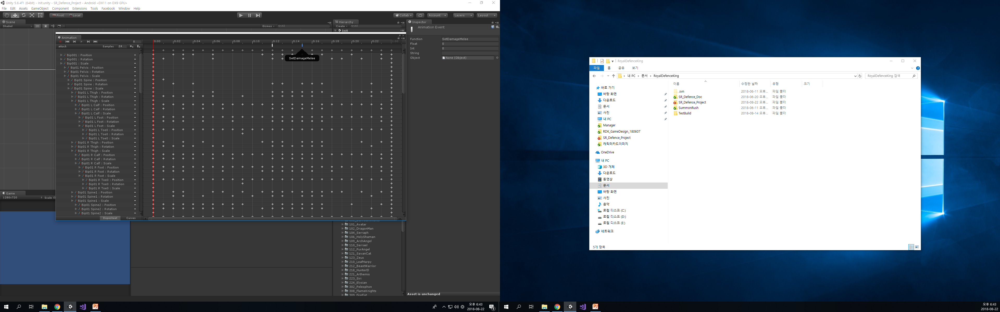 Unity 5.6.4f1 (64bit) - Init.unity - SR_Defence_Project - Android <DX11 on DX9 GPU>
File Edit Assets GameObject Component Extensions Tools Facebook Window Help
Pivot Local
Collab Account Layers Layout
Scene
Shaded 2D Gizmos All
Hierarchy
Create All
Init
Inspector
Animation Event
Function SetDamageMelee
Float 0
Int 0
String
Object None (Object)
Animation
0
0:00 0:02 0:04 0:06 0:08 0:10 0:12 0:14 0:16 0:18 0:20 0:22 1:00
attack Samples 24
SetDamageMelee
Bip001 : Position
Bip001 : Rotation
Bip001 : Scale
Bip01 Pelvis : Position
Bip01 Pelvis : Rotation
Bip01 Pelvis : Scale
Bip01 Spine : Position
Bip01 Spine : Rotation
Bip01 Spine : Scale
Bip01 L Thigh : Position
Bip01 L Thigh : Rotation
Bip01 L Thigh : Scale
Bip01 L Calf : Position
Bip01 L Calf : Rotation
Bip01 L Calf : Scale
Bip01 L Foot : Position
Bip01 L Foot : Rotation
Bip01 L Foot : Scale
Bip01 L Toe0 : Position
Bip01 L Toe0 : Rotation
Bip01 L Toe0 : Scale
Bip01 R Thigh : Position
Bip01 R Thigh : Rotation
Bip01 R Thigh : Scale
Bip01 R Calf : Position
Bip01 R Calf : Rotation
Bip01 R Calf : Scale
Bip01 R Foot : Position
Bip01 R Foot : Rotation
Bip01 R Foot : Scale
Bip01 R Toe0 : Position
Bip01 R Toe0 : Rotation
Bip01 R Toe0 : Scale
Bip01 Spine1 : Position
Bip01 Spine1 : Rotation
Bip01 Spine1 : Scale
Bip01 Spine2 : Position
Bip01 Spine2 : Rotation
Bip01 Spine2 : Scale
Dopesheet Curves
Game
1280x720 Scale
101_Avatar
102_DragonMan
104_Serraph
106_HolyShaman
109_ArchAngel
110_Serrael
112_PurAngel
121_SavanCat
123_Zeus
210_LeafHarpy
212_BeastWarrior
218_HunterEl
221_Arthemis
223_Siri
224_Elysian
302_Peleophon
308_FlameKnights
309_FireFist
Asset is unchanged
오후 6:43
2018-08-22
1
RoyalDefenceKing
파일 홈 공유 보기
내 PC 문서 RoyalDefenceKing
RoyalDefenceKing 검색
이름 수정한 날짜 유형 크기
.svn 2018-06-11 오후... 파일 폴더
SR_Defence_Doc 2018-06-20 오후... 파일 폴더
SR_Defence_Project 2018-08-22 오후... 파일 폴더
SummonRush 2018-06-11 오후... 파일 폴더
TestBulid 2018-08-14 오후... 파일 폴더
바로 가기
바탕 화면
다운로드
문서
사진
내 PC
Manager
RDK_GameDesign_180607
SR_Defence_Project
캐릭터카드이미지
OneDrive
내 PC
3D 개체
다운로드
동영상
문서
바탕 화면
사진
음악
로컬 디스크 (C:)
로컬 디스크 (D:)
로컬 디스크 (E:)
네트워크
5개 항목
오후 6:43
2018-08-22